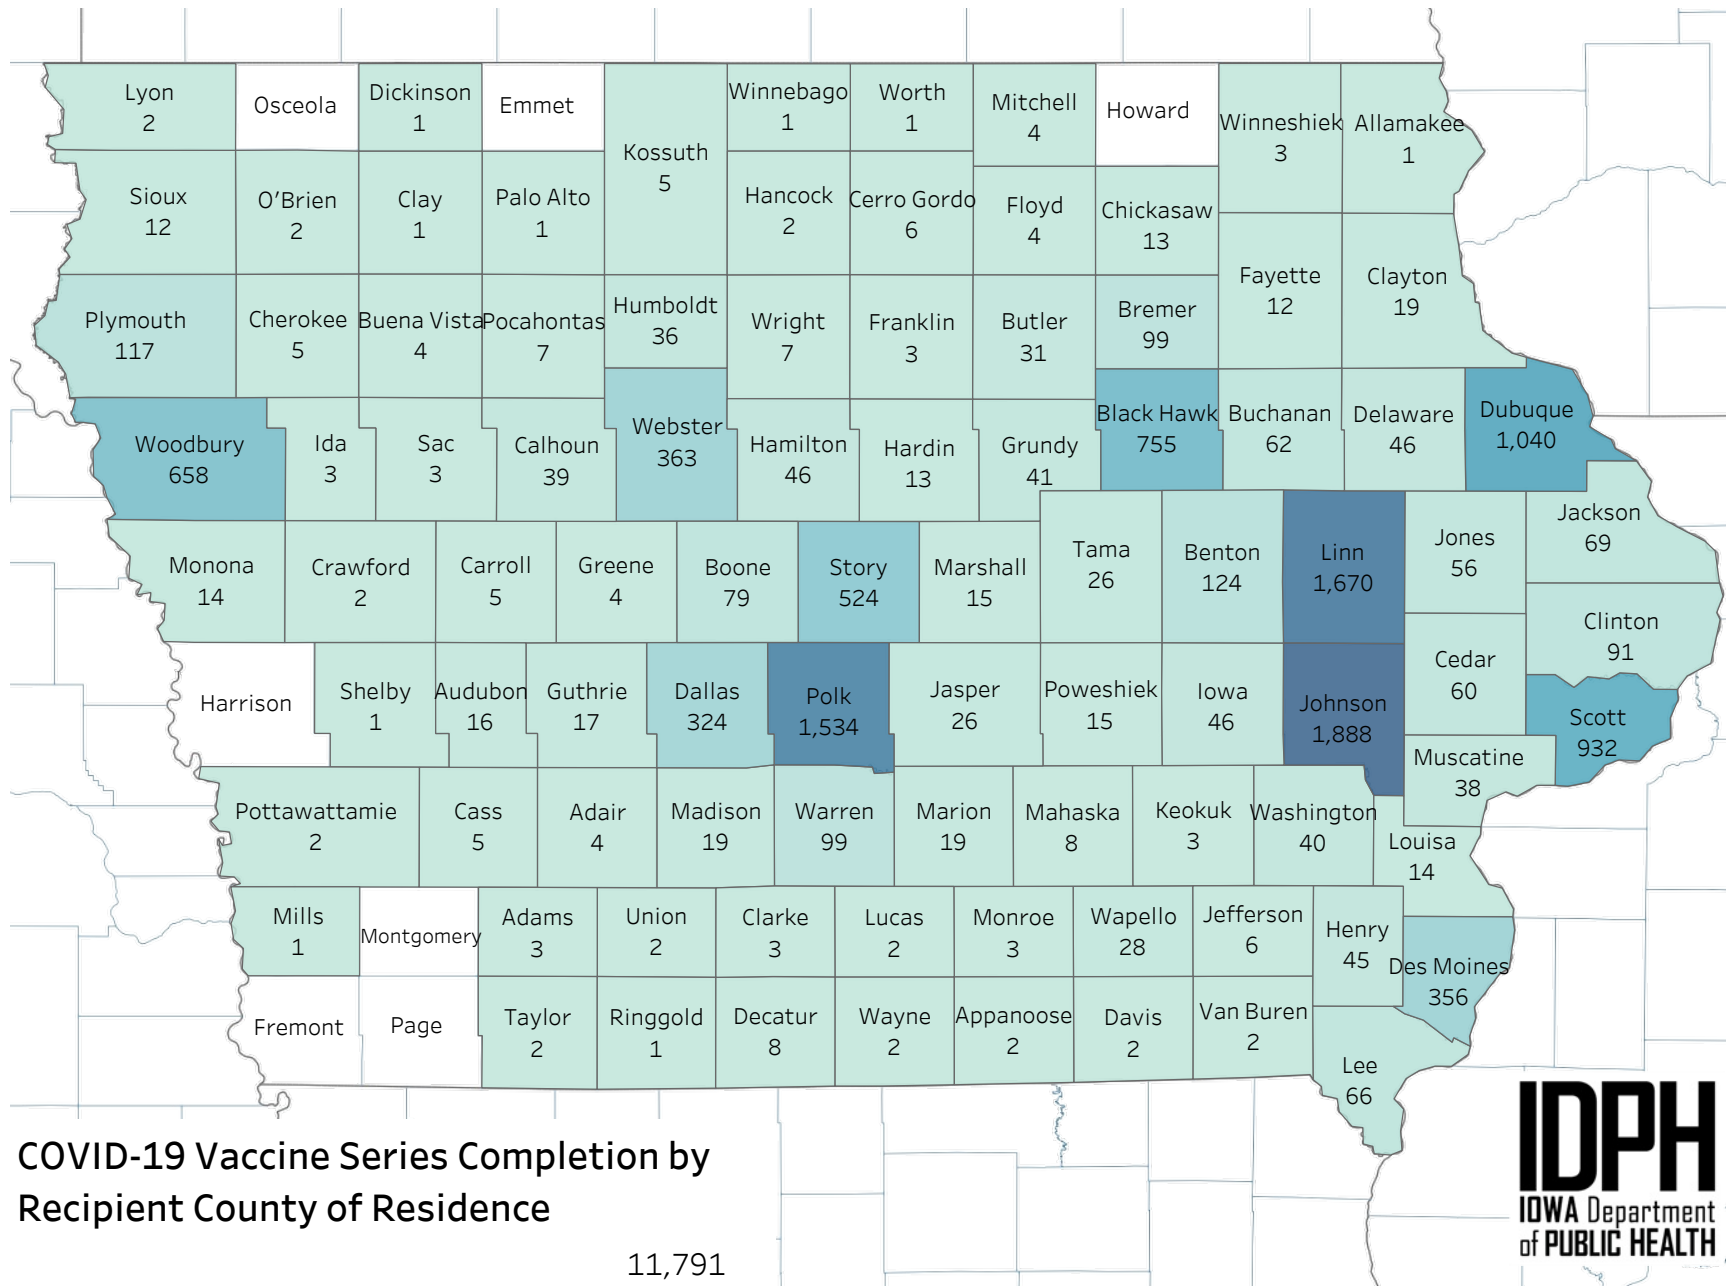 Lyon
2
Osceola
Dickinson
1
Emmet
Kossuth
5
Winnebago
1
Worth
1
Mitchell
4
Howard
Winneshiek
3
Allamakee
1
Sioux
12
O'Brien
2
Clay
1
Palo Alto
1
Hancock
2
Cerro Gordo
6
Floyd
4
Chickasaw
13
Fayette
12
Clayton
19
Plymouth
117
Cherokee
5
Buena Vista
4
Pocahontas
7
Humboldt
36
Wright
7
Franklin
3
Butler
31
Bremer
99
Woodbury
658
Ida
3
Sac
3
Calhoun
39
Webster
363
Hamilton
46
Hardin
13
Grundy
41
Black Hawk
755
Buchanan
62
Delaware
46
Dubuque
1,040
Monona
14
Crawford
2
Carroll
5
Greene
4
Boone
79
Story
524
Marshall
15
Tama
26
Benton
124
Linn
1,670
Jones
56
Jackson
69
Clinton
91
Harrison
Shelby
1
Audubon
16
Guthrie
17
Dallas
324
Polk
1,534
Jasper
26
Poweshiek
15
Iowa
46
Johnson
1,888
Cedar
60
Scott
932
Muscatine
38
Pottawattamie
2
Cass
5
Adair
4
Madison
19
Warren
99
Marion
19
Mahaska
8
Keokuk
3
Washington
40
Louisa
14
Mills
1
Montgomery
Adams
3
Union
2
Clarke
3
Lucas
2
Monroe
3
Wapello
28
Jefferson
6
Henry
45
Des Moines
356
Fremont
Page
Taylor
2
Ringgold
1
Decatur
8
Wayne
2
Appanoose
2
Davis
2
Van Buren
2
Lee
66
COVID-19 Vaccine Series Completion by
Recipient County of Residence
11,791
IDPH
IOWA Department
of PUBLIC HEALTH